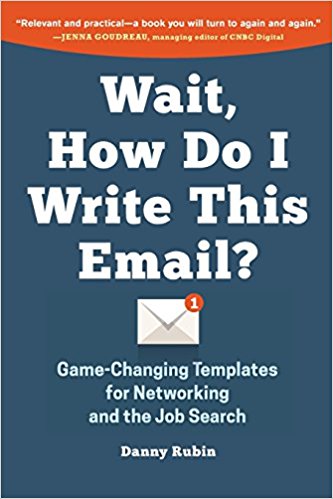 "Relevant and practical—a book you will turn to again and again."
—JENNA GOUDREAU, managing editor of CNBC Digital
Wait,
How Do I
Write This
Email?
1
Game-Changing Templates
for Networking
and the Job Search
Danny Rubin